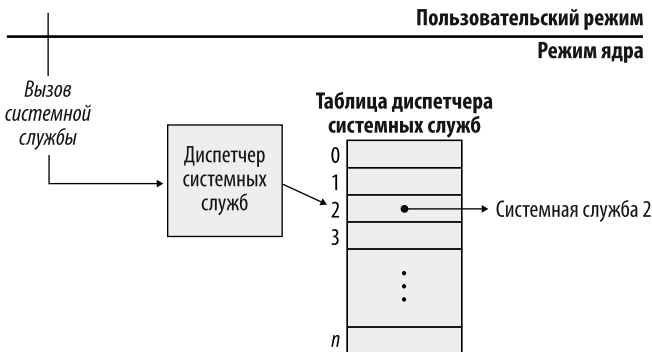 Пользовательский режим
Режим ядра
Вызов
системной
службы
Диспетчер
системных
служб
Таблица диспетчера
системных служб
0
1
2
3
n
Системная служба 2